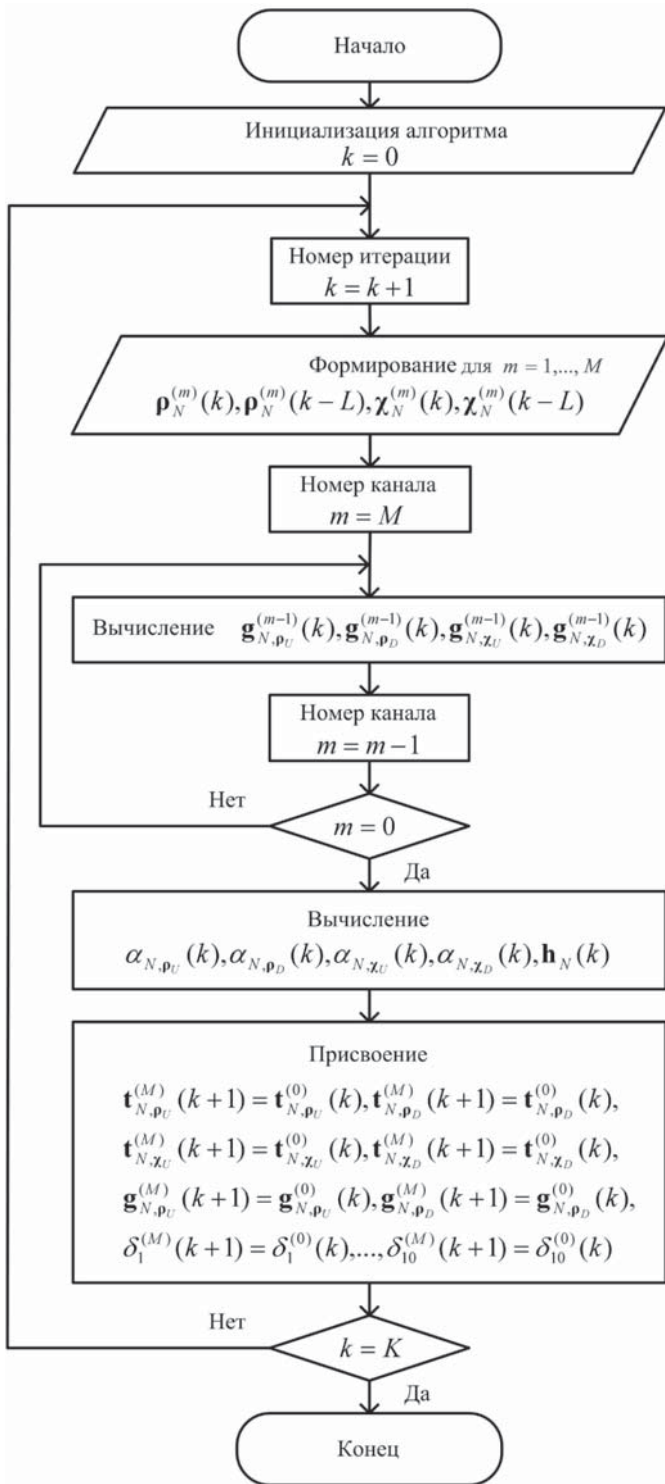 Начало
Инициализация алгоритма
k = 0
Номер итерации
k = k + 1
Формирование для m = 1,..., M
𝛒_N^(m)(k), 𝛒_N^(m)(k − L), 𝛘_N^(m)(k), 𝛘_N^(m)(k − L)
Номер канала
m = M
Вычисление 𝐠_{N,𝛒_U}^(m−1)(k), 𝐠_{N,𝛒_D}^(m−1)(k), 𝐠_{N,𝛘_U}^(m−1)(k), 𝐠_{N,𝛘_D}^(m−1)(k)
Номер канала
m = m − 1
Нет
m = 0
Да
Вычисление
α_{N,𝛒_U}(k), α_{N,𝛒_D}(k), α_{N,𝛘_U}(k), α_{N,𝛘_D}(k), 𝐡_N(k)
Присвоение
𝐭_{N,𝛒_U}^(M)(k+1) = 𝐭_{N,𝛒_U}^(0)(k), 𝐭_{N,𝛒_D}^(M)(k+1) = 𝐭_{N,𝛒_D}^(0)(k),
𝐭_{N,𝛘_U}^(M)(k+1) = 𝐭_{N,𝛘_U}^(0)(k), 𝐭_{N,𝛘_D}^(M)(k+1) = 𝐭_{N,𝛘_D}^(0)(k),
𝐠_{N,𝛒_U}^(M)(k+1) = 𝐠_{N,𝛒_U}^(0)(k), 𝐠_{N,𝛒_D}^(M)(k+1) = 𝐠_{N,𝛒_D}^(0)(k),
δ_1^(M)(k+1) = δ_1^(0)(k),..., δ_10^(M)(k+1) = δ_10^(0)(k)
Нет
k = K
Да
Конец